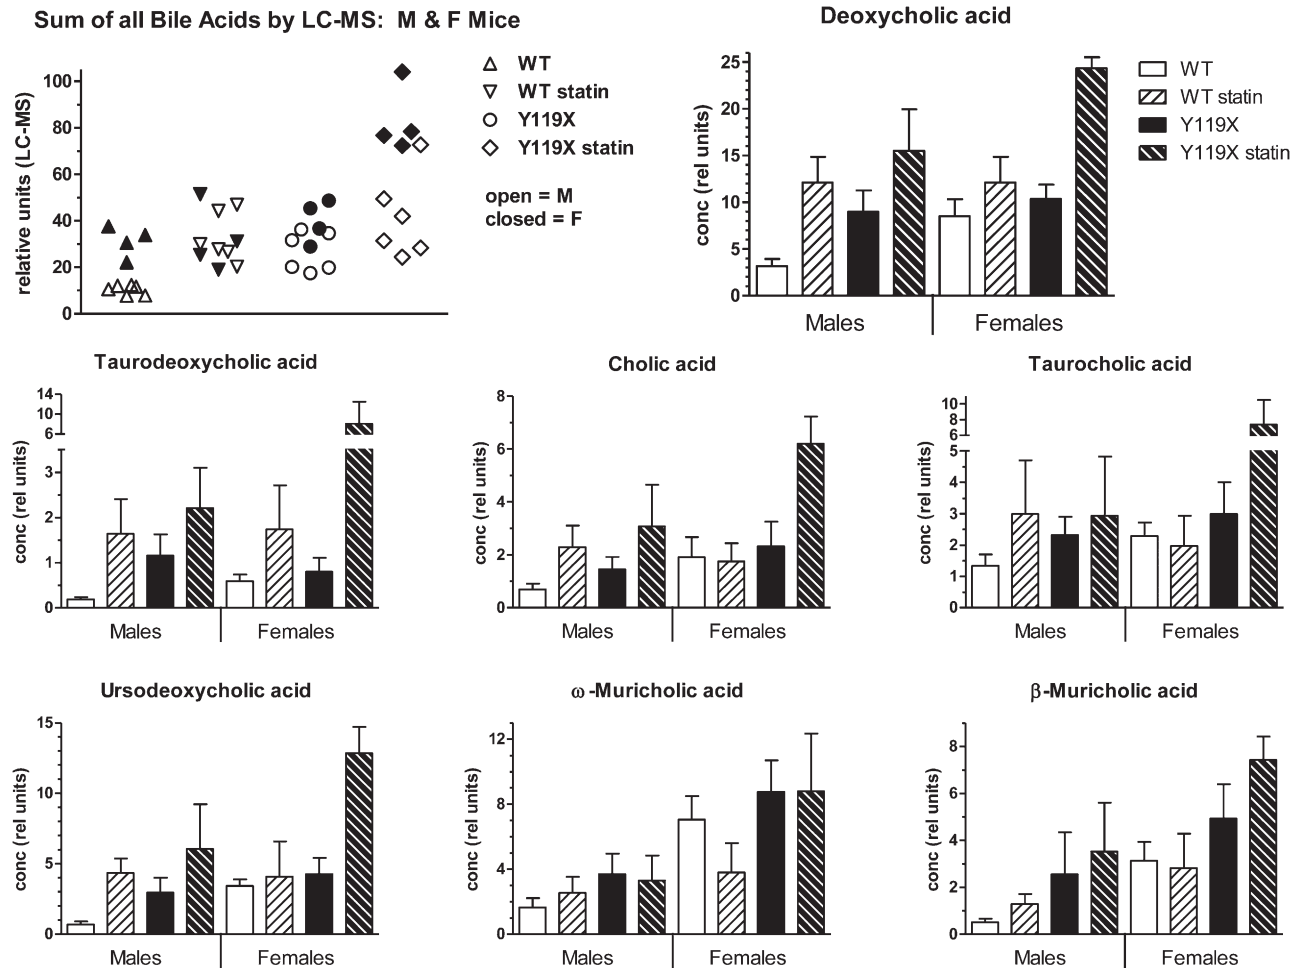 Sum of all Bile Acids by LC-MS: M & F Mice
relative units (LC-MS)
100
80
60
40
20
0
WT
WT statin
Y119X
Y119X statin
open = M
closed = F
Deoxycholic acid
conc (rel units)
25
20
15
10
5
0
Males
Females
WT
WT statin
Y119X
Y119X statin
Taurodeoxycholic acid
conc (rel units)
14
10
6
3
2
1
0
Males
Females
Cholic acid
conc (rel units)
8
6
4
2
0
Males
Females
Taurocholic acid
conc (rel units)
10
8
6
5
4
3
2
1
0
Males
Females
Ursodeoxycholic acid
conc (rel units)
15
10
5
0
Males
Females
ω-Muricholic acid
conc (rel units)
12
8
4
0
Males
Females
β-Muricholic acid
conc (rel units)
8
6
4
2
0
Males
Females